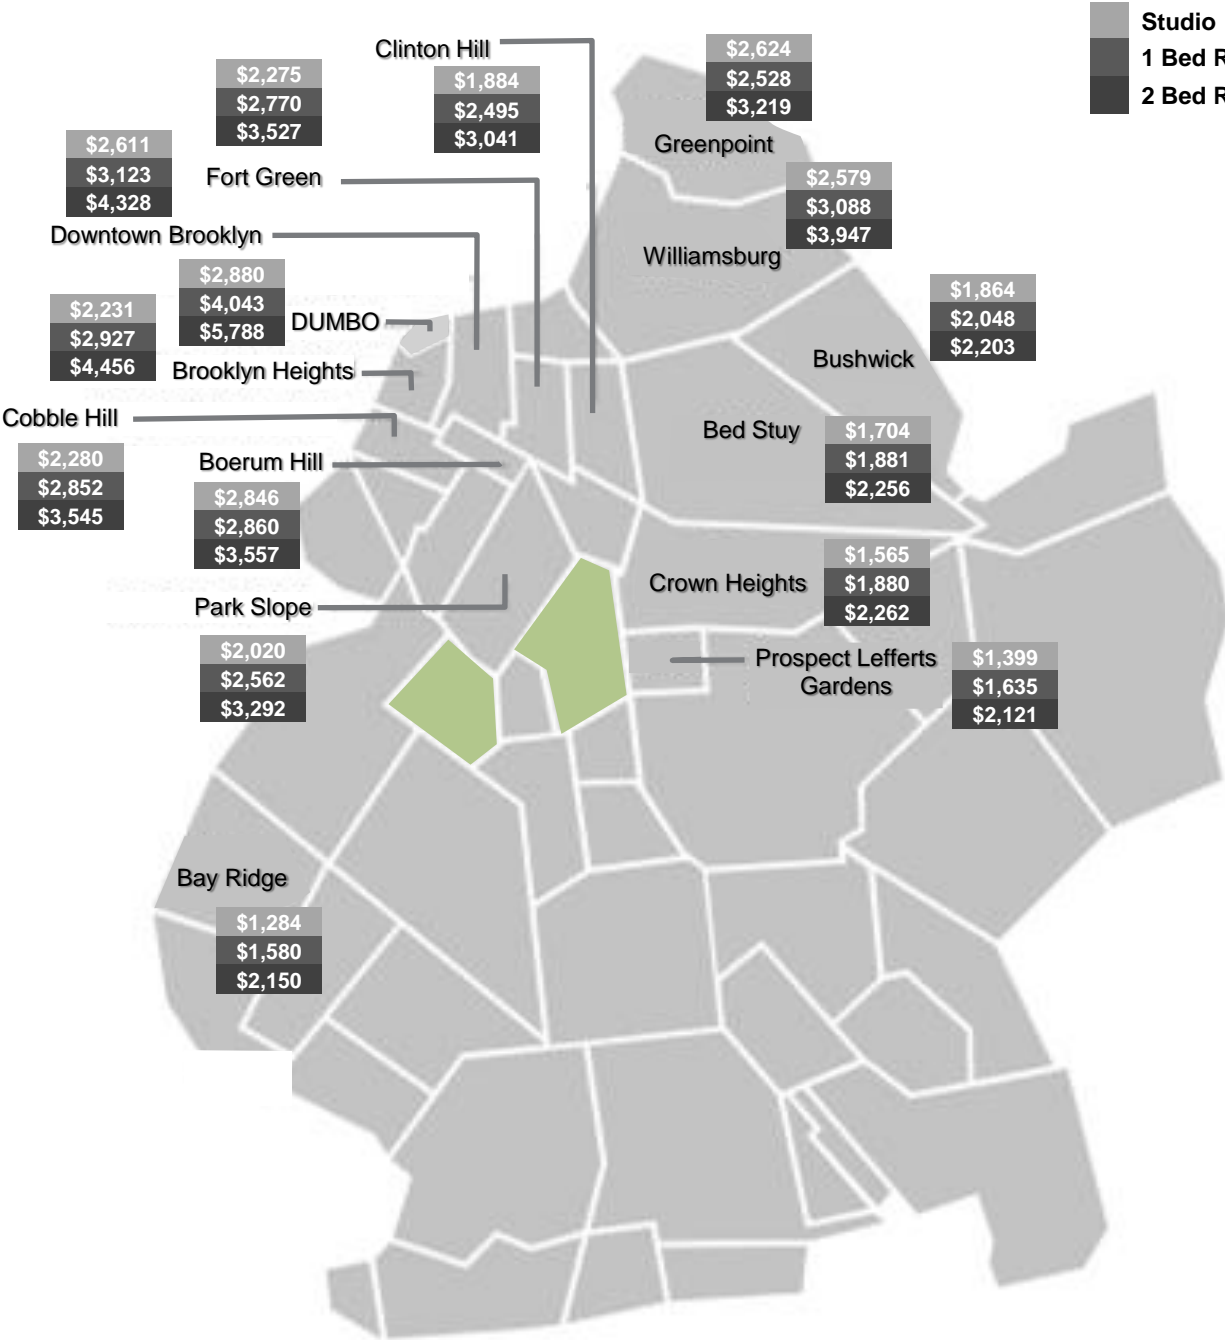 Studio
1 Bed R
2 Bed R
Clinton Hill
$1,884
$2,495
$3,041
$2,624
$2,528
$3,219
Greenpoint
$2,275
$2,770
$3,527
Fort Green
$2,611
$3,123
$4,328
Downtown Brooklyn
$2,579
$3,088
$3,947
Williamsburg
$2,880
$4,043
$5,788
DUMBO
$2,231
$2,927
$4,456
Brooklyn Heights
$1,864
$2,048
$2,203
Bushwick
Cobble Hill
$2,280
$2,852
$3,545
Bed Stuy
$1,704
$1,881
$2,256
Boerum Hill
$2,846
$2,860
$3,557
Crown Heights
$1,565
$1,880
$2,262
Park Slope
$2,020
$2,562
$3,292
Prospect Lefferts
Gardens
$1,399
$1,635
$2,121
Bay Ridge
$1,284
$1,580
$2,150